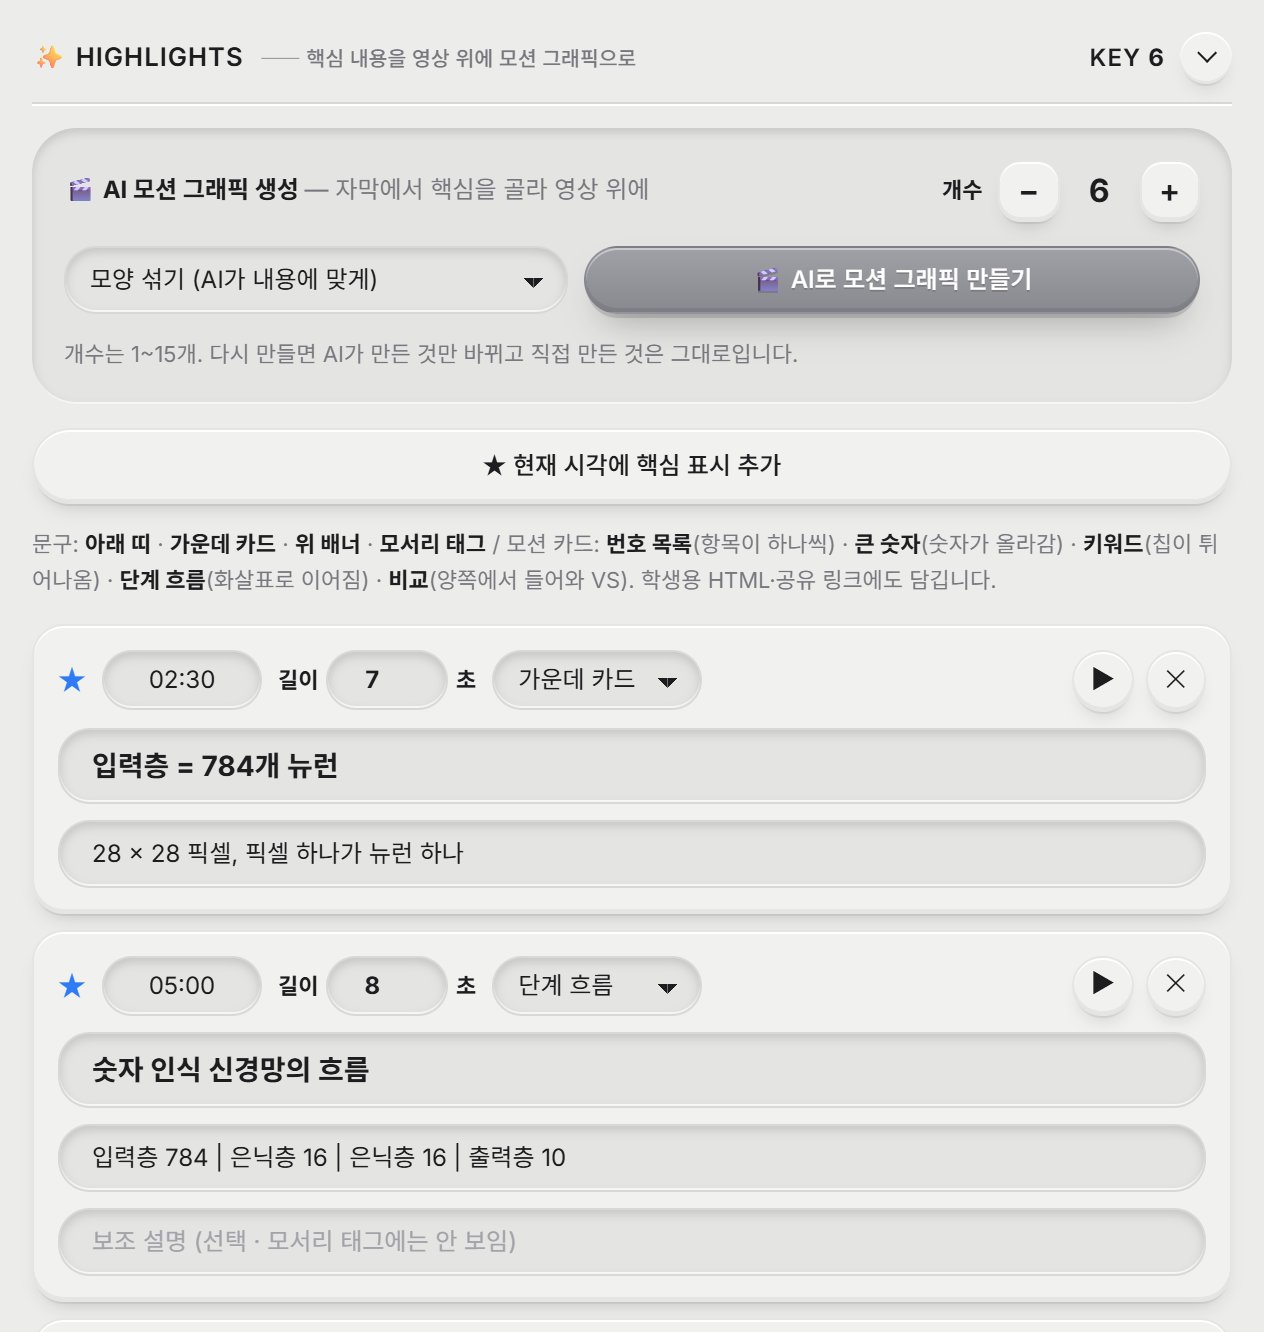 ✨ HIGHLIGHTS —— 핵심 내용을 영상 위에 모션 그래픽으로 KEY 6
🎬 AI 모션 그래픽 생성 — 자막에서 핵심을 골라 영상 위에 개수 − 6 +
모양 섞기 (AI가 내용에 맞게) 🎬 AI로 모션 그래픽 만들기
개수는 1~15개. 다시 만들면 AI가 만든 것만 바뀌고 직접 만든 것은 그대로입니다.
★ 현재 시각에 핵심 표시 추가
문구: 아래 띠 · 가운데 카드 · 위 배너 · 모서리 태그 / 모션 카드: 번호 목록(항목이 하나씩) · 큰 숫자(숫자가 올라감) · 키워드(칩이 튀
어나옴) · 단계 흐름(화살표로 이어짐) · 비교(양쪽에서 들어와 VS). 학생용 HTML·공유 링크에도 담깁니다.
★ 02:30 길이 7 초 가운데 카드 ▶ ×
입력층 = 784개 뉴런
28 × 28 픽셀, 픽셀 하나가 뉴런 하나
★ 05:00 길이 8 초 단계 흐름 ▶ ×
숫자 인식 신경망의 흐름
입력층 784 | 은닉층 16 | 은닉층 16 | 출력층 10
보조 설명 (선택 · 모서리 태그에는 안 보임)